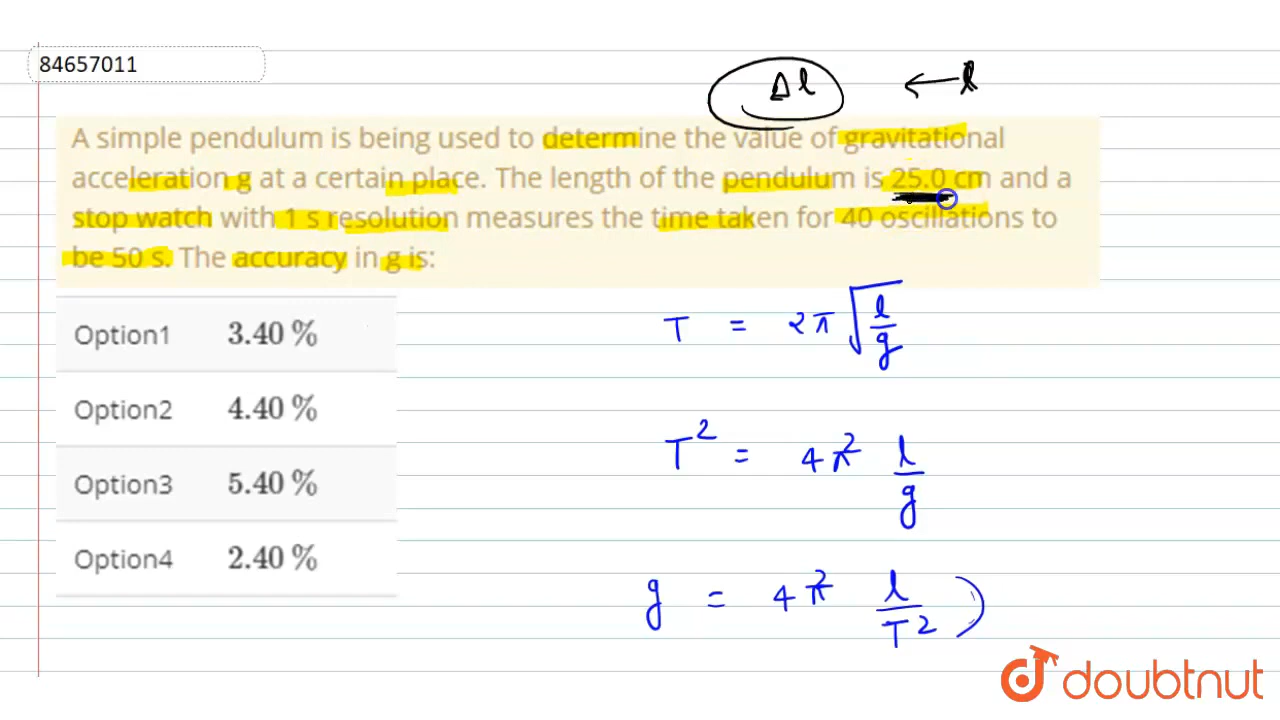 84657011
Δl ← l
A simple pendulum is being used to determine the value of gravitational
acceleration g at a certain place. The length of the pendulum is 25.0 cm and a
stop watch with 1 s resolution measures the time taken for 40 oscillations to
be 50 s. The accuracy in g is:
Option1 3.40 %
Option2 4.40 %
Option3 5.40 %
Option4 2.40 %
T = 2π √(l/g)
T² = 4π² l/g
g = 4π² l/T² )
doubtnut